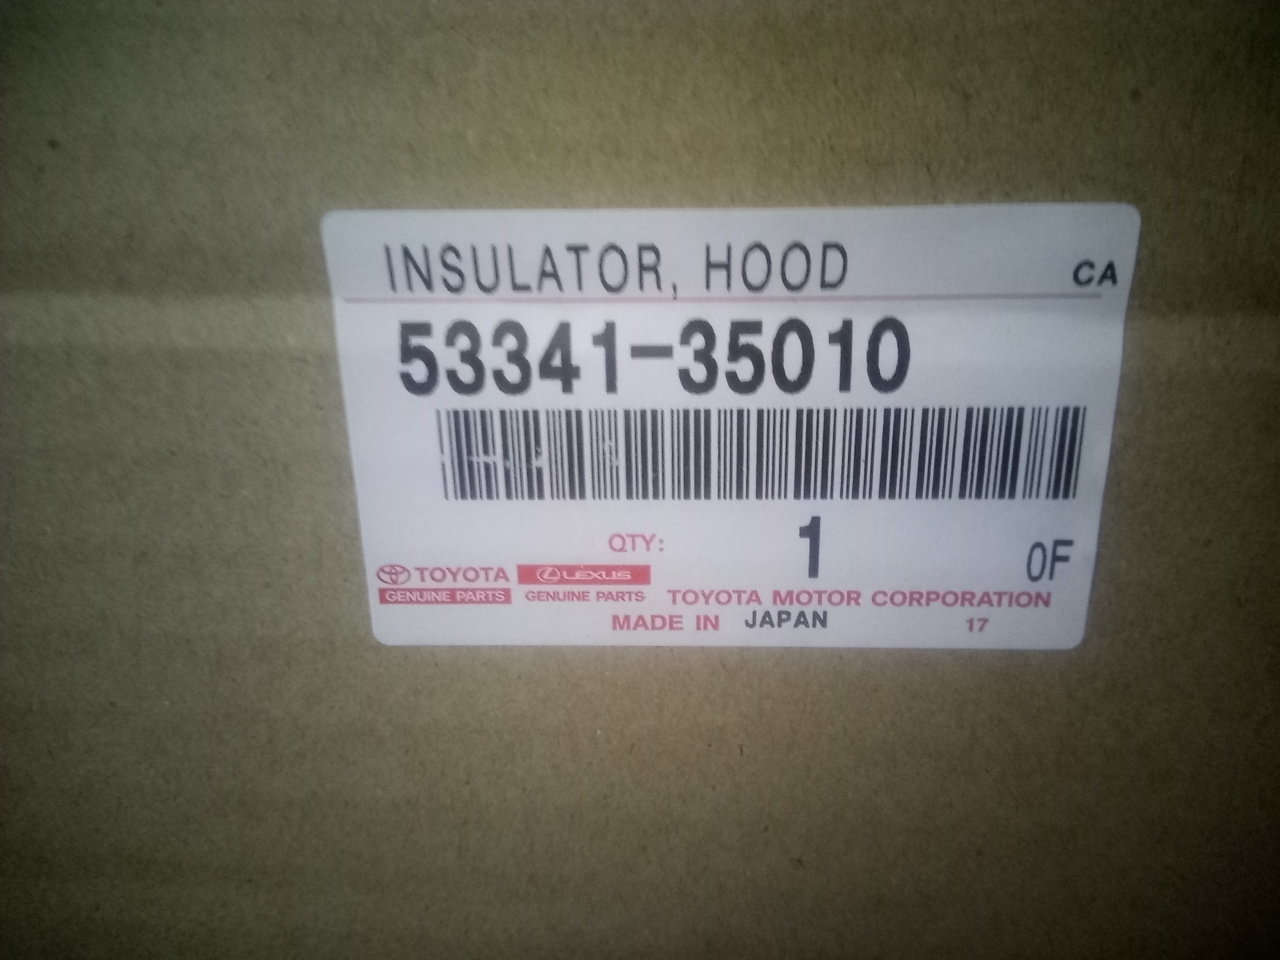 INSULATOR, HOOD CA
53341-35010
QTY: 1 0F
TOYOTA LEXUS
GENUINE PARTS GENUINE PARTS TOYOTA MOTOR CORPORATION
MADE IN JAPAN 17